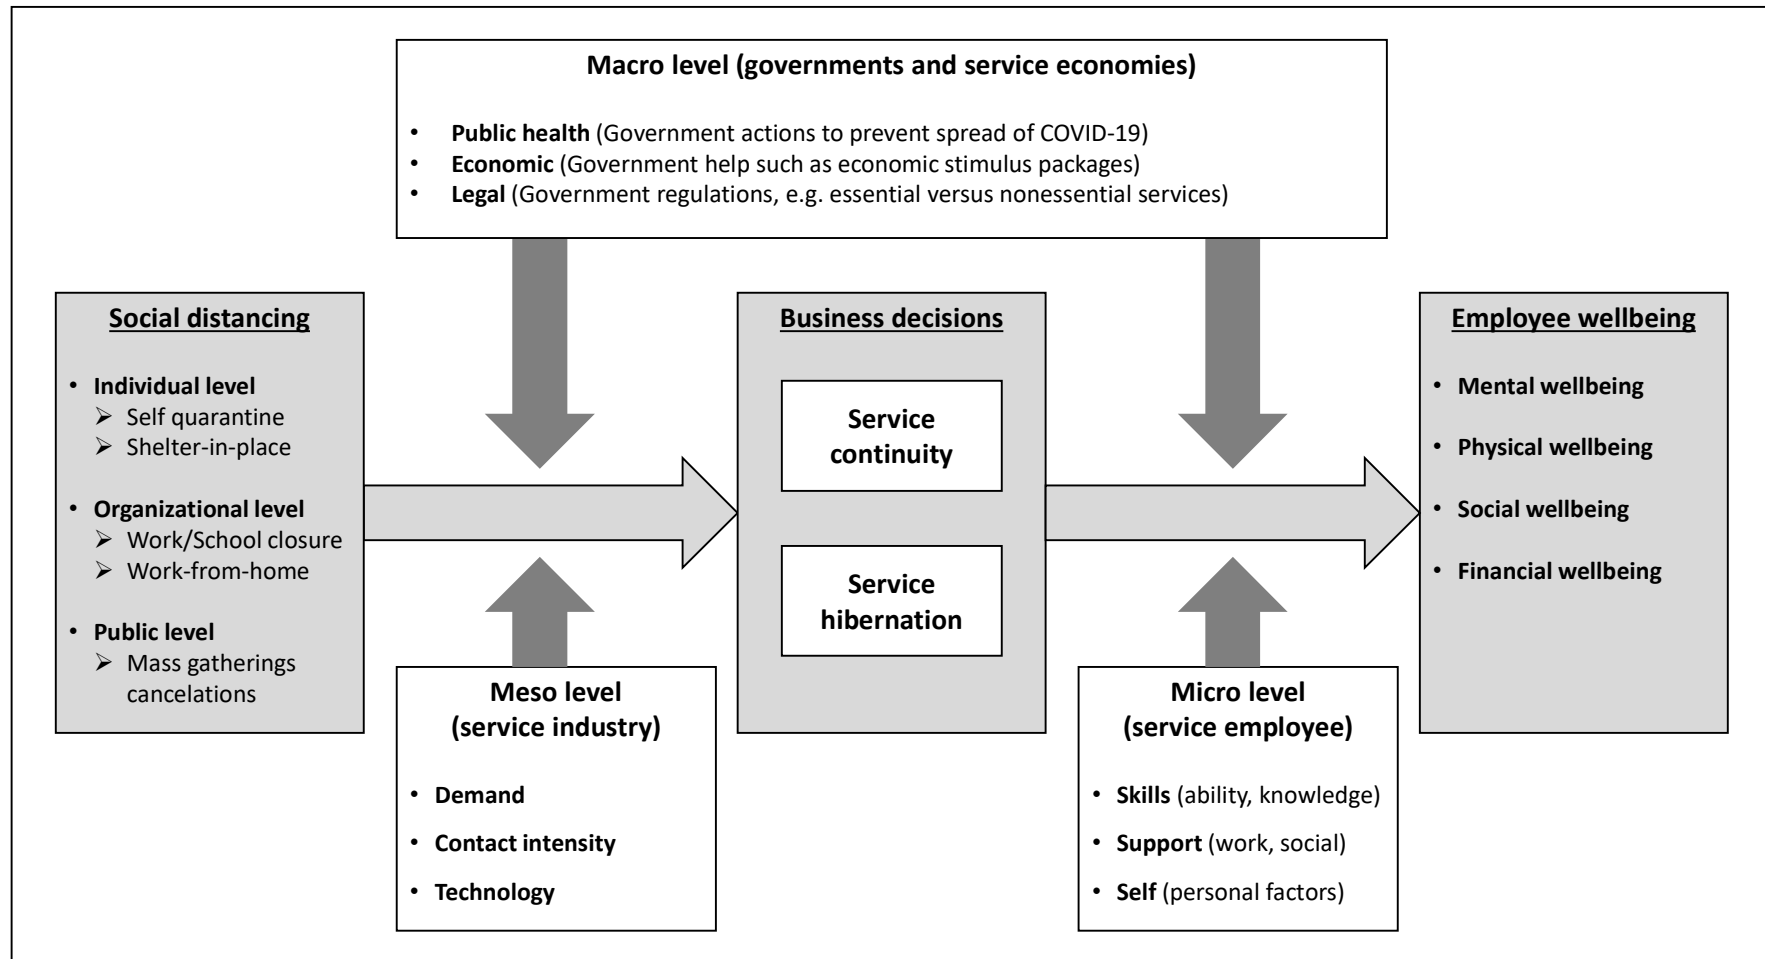 Macro level (governments and service economies)
• Public health (Government actions to prevent spread of COVID-19)
• Economic (Government help such as economic stimulus packages)
• Legal (Government regulations, e.g. essential versus nonessential services)
Social distancing
• Individual level
➢ Self quarantine
➢ Shelter-in-place
• Organizational level
➢ Work/School closure
➢ Work-from-home
• Public level
➢ Mass gatherings
cancelations
Business decisions
Service
continuity
Service
hibernation
Employee wellbeing
• Mental wellbeing
• Physical wellbeing
• Social wellbeing
• Financial wellbeing
Meso level
(service industry)
• Demand
• Contact intensity
• Technology
Micro level
(service employee)
• Skills (ability, knowledge)
• Support (work, social)
• Self (personal factors)